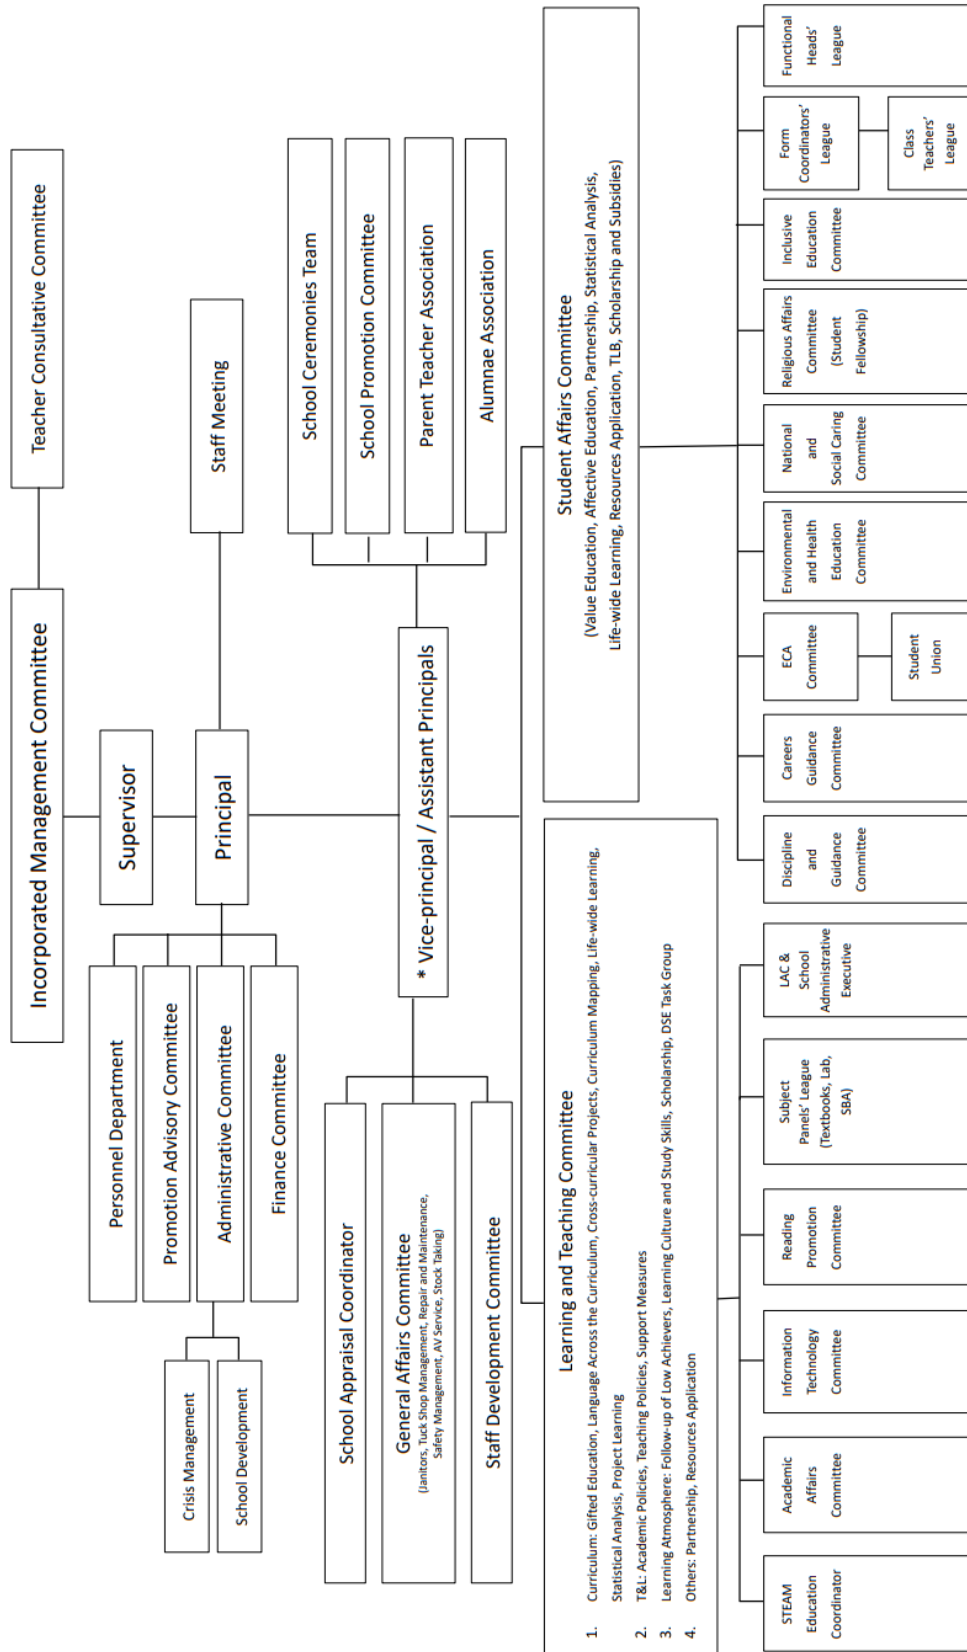 Incorporated Management Committee
Teacher Consultative Committee
Supervisor
Principal
Staff Meeting
Personnel Department
Promotion Advisory Committee
Administrative Committee
Finance Committee
Crisis Management
School Development
* Vice-principal / Assistant Principals
School Appraisal Coordinator
General Affairs Committee
(Janitors, Tuck Shop Management, Repair and Maintenance,
Safety Management, AV Service, Stock Taking)
Staff Development Committee
School Ceremonies Team
School Promotion Committee
Parent Teacher Association
Alumnae Association
Learning and Teaching Committee
1. Curriculum: Gifted Education, Language Across the Curriculum, Cross-curricular Projects, Curriculum Mapping, Life-wide Learning,
Statistical Analysis, Project Learning
2. T&L: Academic Policies, Teaching Policies, Support Measures
3. Learning Atmosphere: Follow-up of Low Achievers, Learning Culture and Study Skills, Scholarship, DSE Task Group
4. Others: Partnership, Resources Application
Student Affairs Committee
(Value Education, Affective Education, Partnership, Statistical Analysis,
Life-wide Learning, Resources Application, TLB, Scholarship and Subsidies)
STEAM
Education
Coordinator
Academic
Affairs
Committee
Information
Technology
Committee
Reading
Promotion
Committee
Subject
Panels' League
(Textbooks, Lab,
SBA)
LAC &
School
Administrative
Executive
Discipline
and
Guidance
Committee
Careers
Guidance
Committee
ECA
Committee
Student
Union
Environmental
and Health
Education
Committee
National
and
Social Caring
Committee
Religious Affairs
Committee
(Student
Fellowship)
Inclusive
Education
Committee
Form
Coordinators'
League
Class
Teachers'
League
Functional
Heads'
League